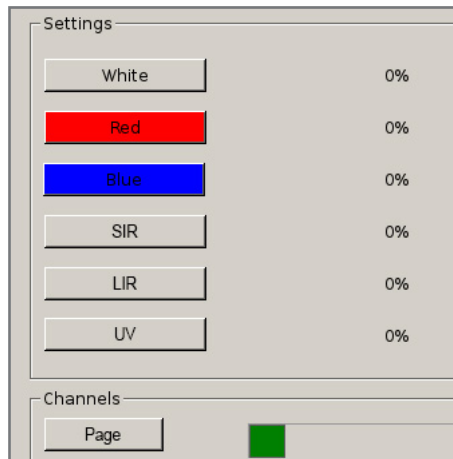 Settings
White 0%
Red 0%
Blue 0%
SIR 0%
LIR 0%
UV 0%
Channels
Page